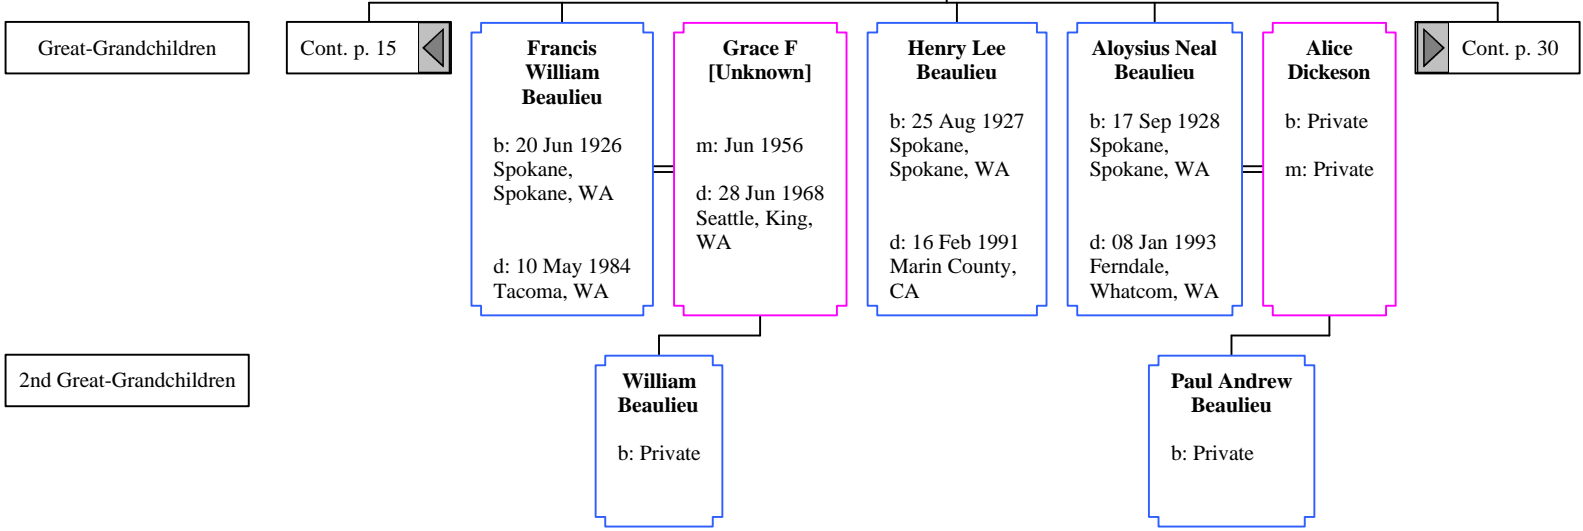 Great-Grandchildren
Cont. p. 15
Francis
William
Beaulieu
b: 20 Jun 1926
Spokane,
Spokane, WA
d: 10 May 1984
Tacoma, WA
Grace F
[Unknown]
m: Jun 1956
d: 28 Jun 1968
Seattle, King,
WA
Henry Lee
Beaulieu
b: 25 Aug 1927
Spokane,
Spokane, WA
d: 16 Feb 1991
Marin County,
CA
Aloysius Neal
Beaulieu
b: 17 Sep 1928
Spokane,
Spokane, WA
d: 08 Jan 1993
Ferndale,
Whatcom, WA
Alice
Dickeson
b: Private
m: Private
Cont. p. 30
2nd Great-Grandchildren
William
Beaulieu
b: Private
Paul Andrew
Beaulieu
b: Private